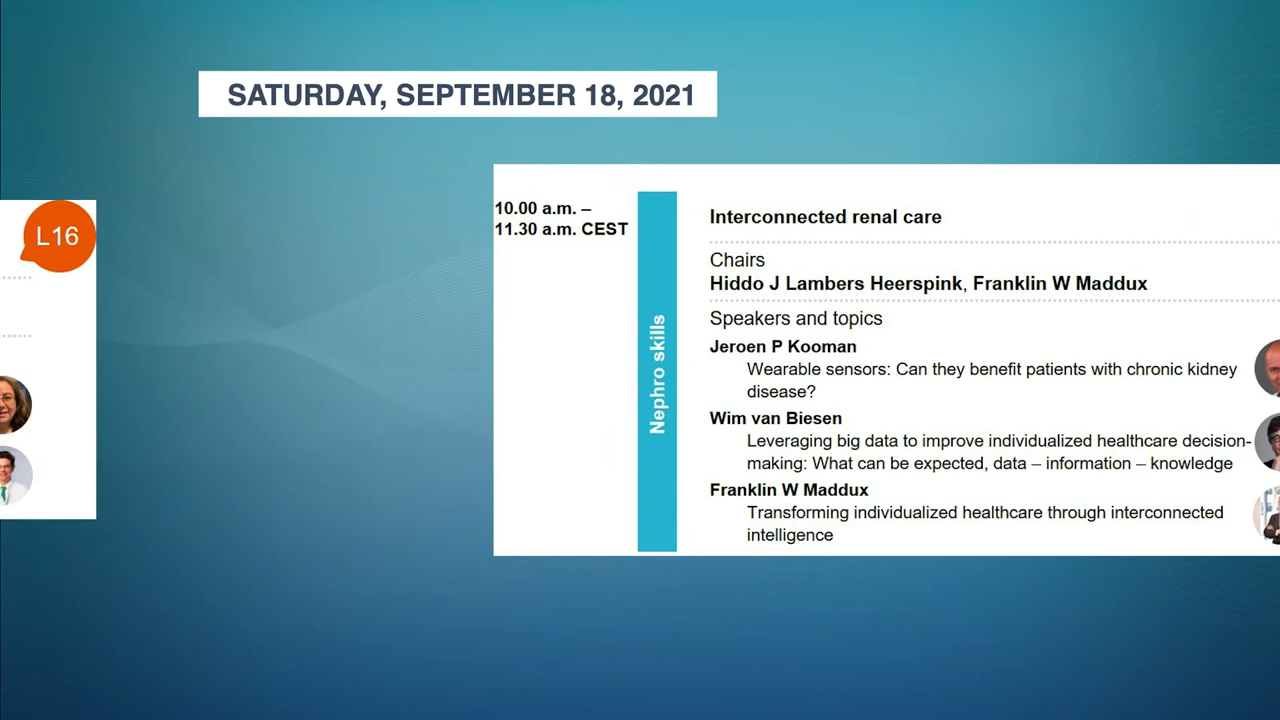 SATURDAY, SEPTEMBER 18, 2021
L16
10.00 a.m. –
11.30 a.m. CEST
Nephro skills
Interconnected renal care
Chairs
Hiddo J Lambers Heerspink, Franklin W Maddux
Speakers and topics
Jeroen P Kooman
Wearable sensors: Can they benefit patients with chronic kidney
disease?
Wim van Biesen
Leveraging big data to improve individualized healthcare decision-
making: What can be expected, data – information – knowledge
Franklin W Maddux
Transforming individualized healthcare through interconnected
intelligence